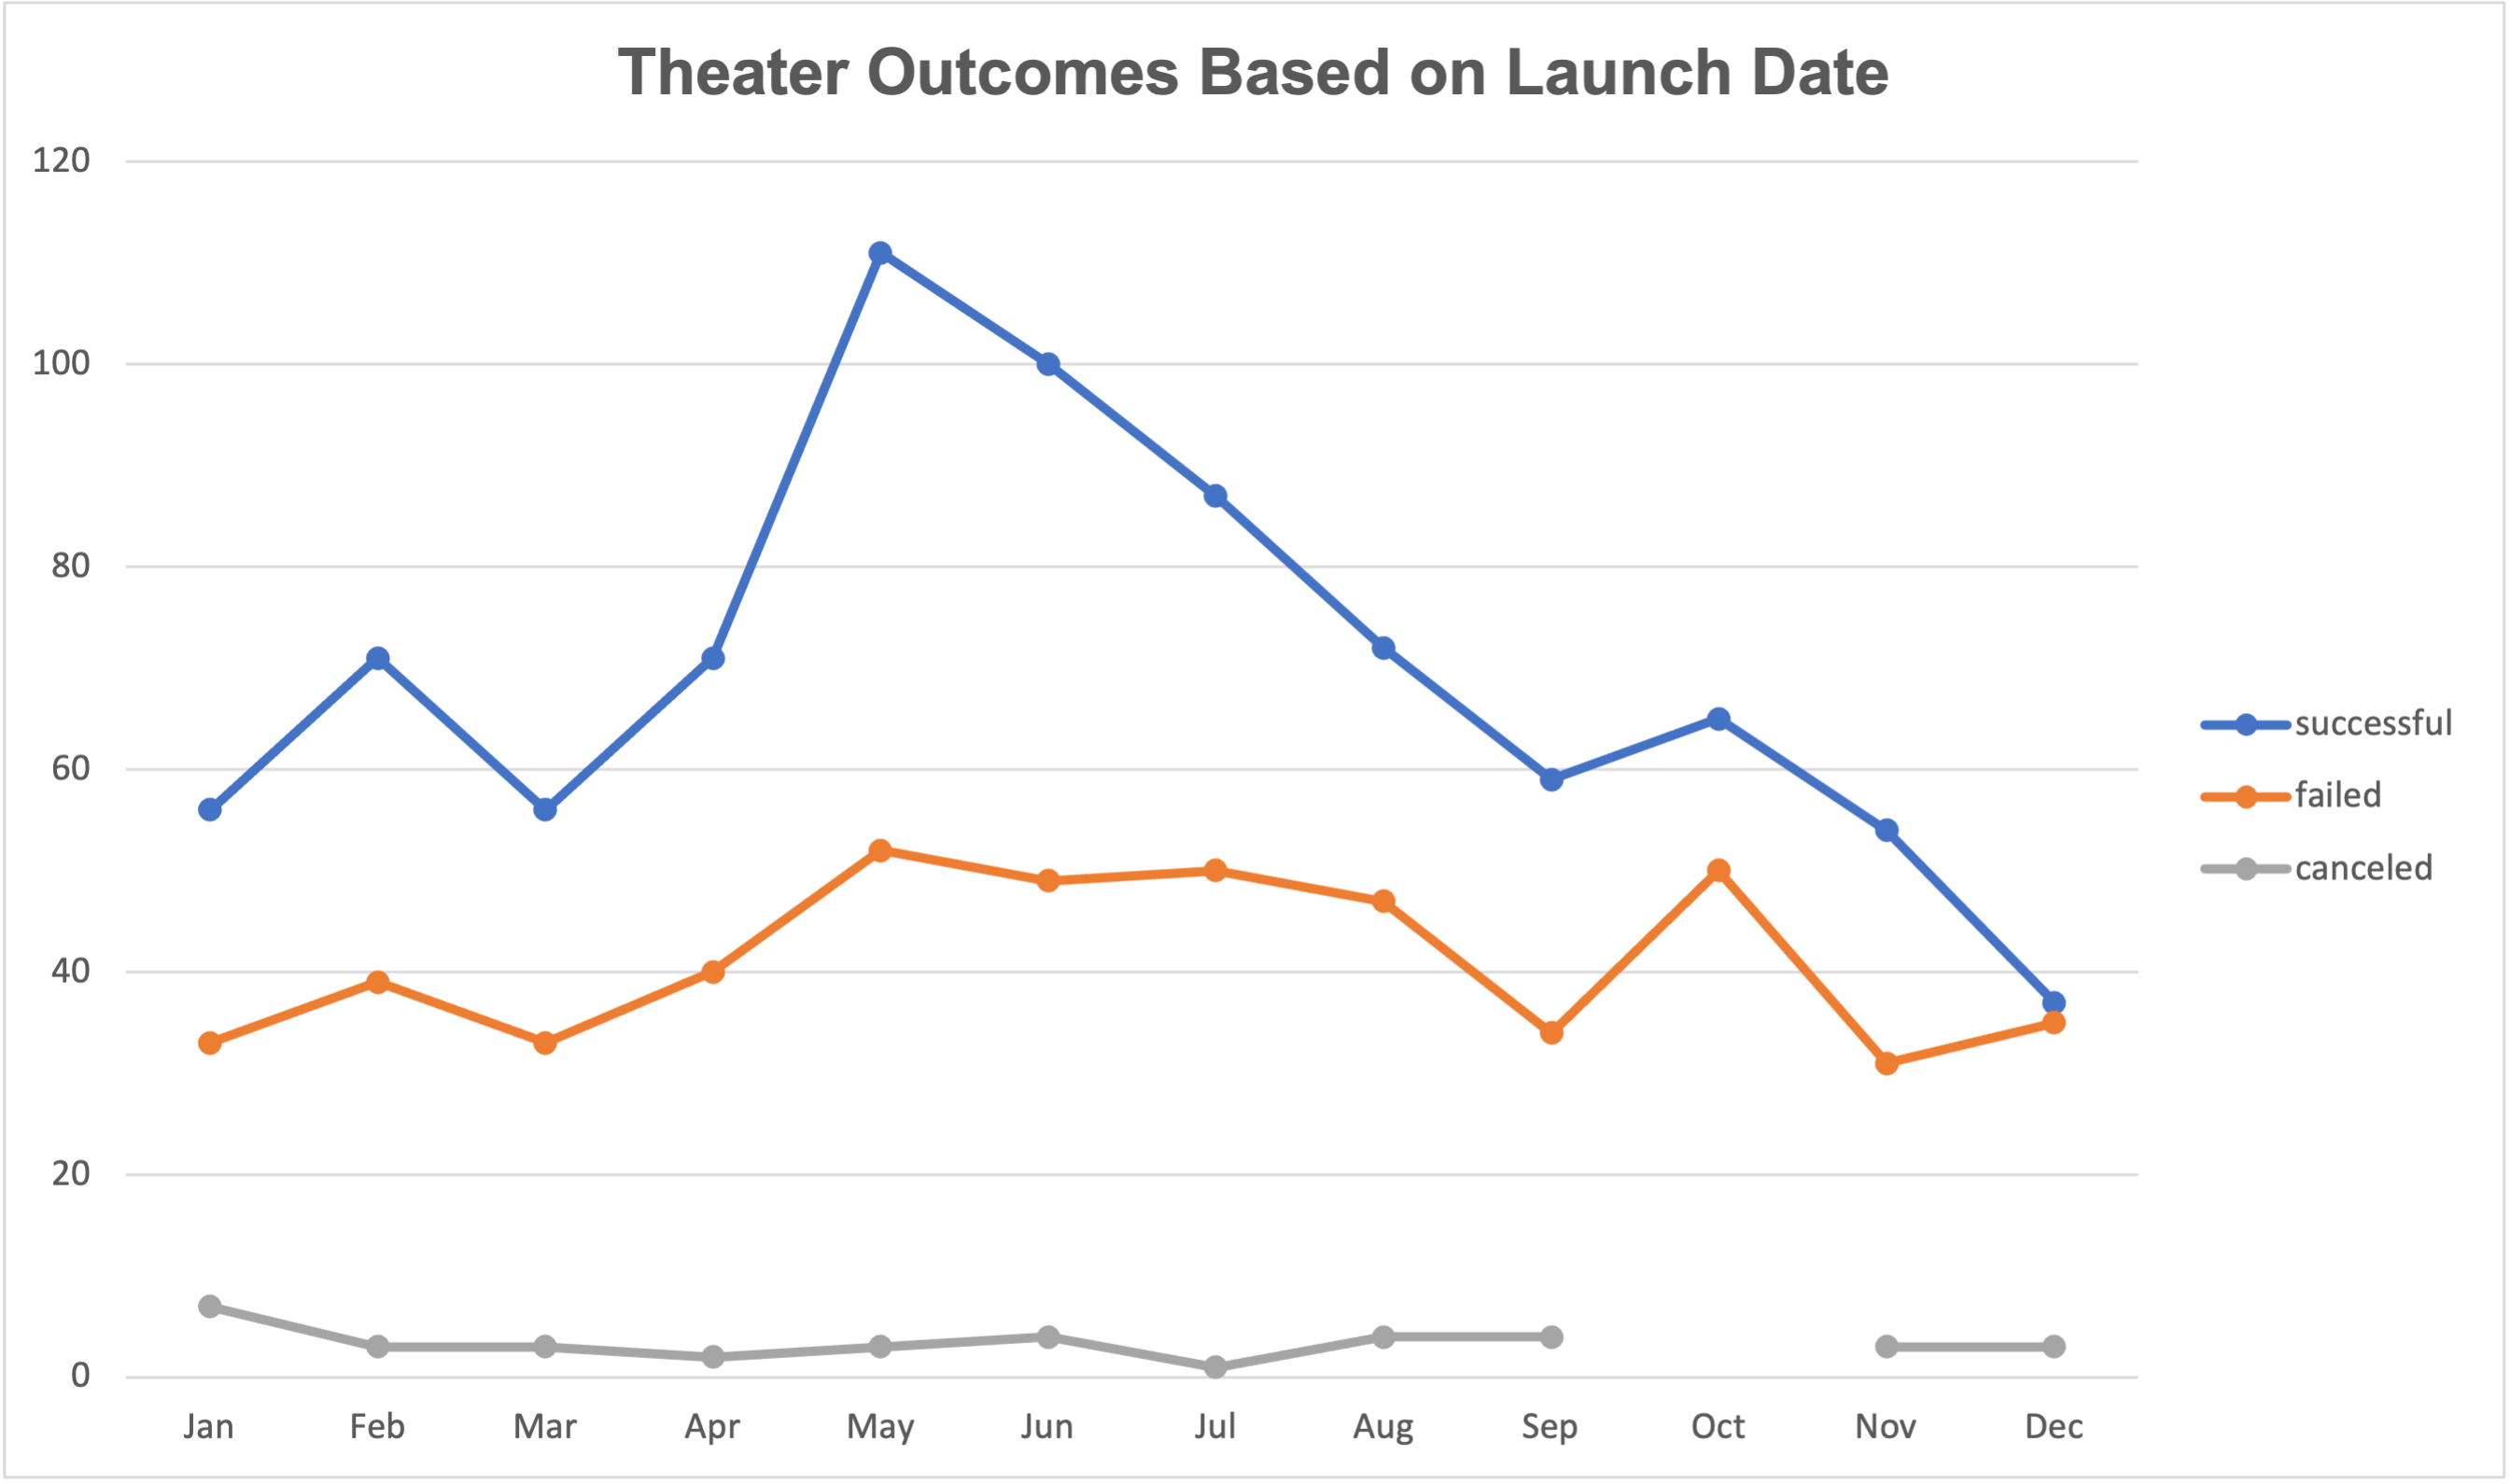 Theater Outcomes Based on Launch Date
120
100
80
60
40
20
0
Jan Feb Mar Apr May Jun Jul Aug Sep Oct Nov Dec
successful
failed
canceled